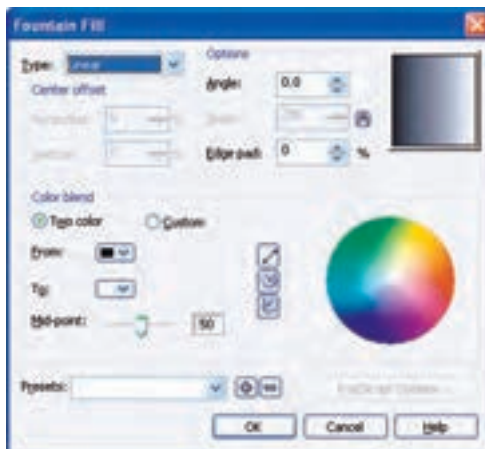 Fountain Fill
Type: Linear
Options
Center offset
Angle: 0.0
Edge pad: 0 %
Color blend
Two color Custom
From:
To:
Mid-point: 50
Presets:
OK Cancel Help